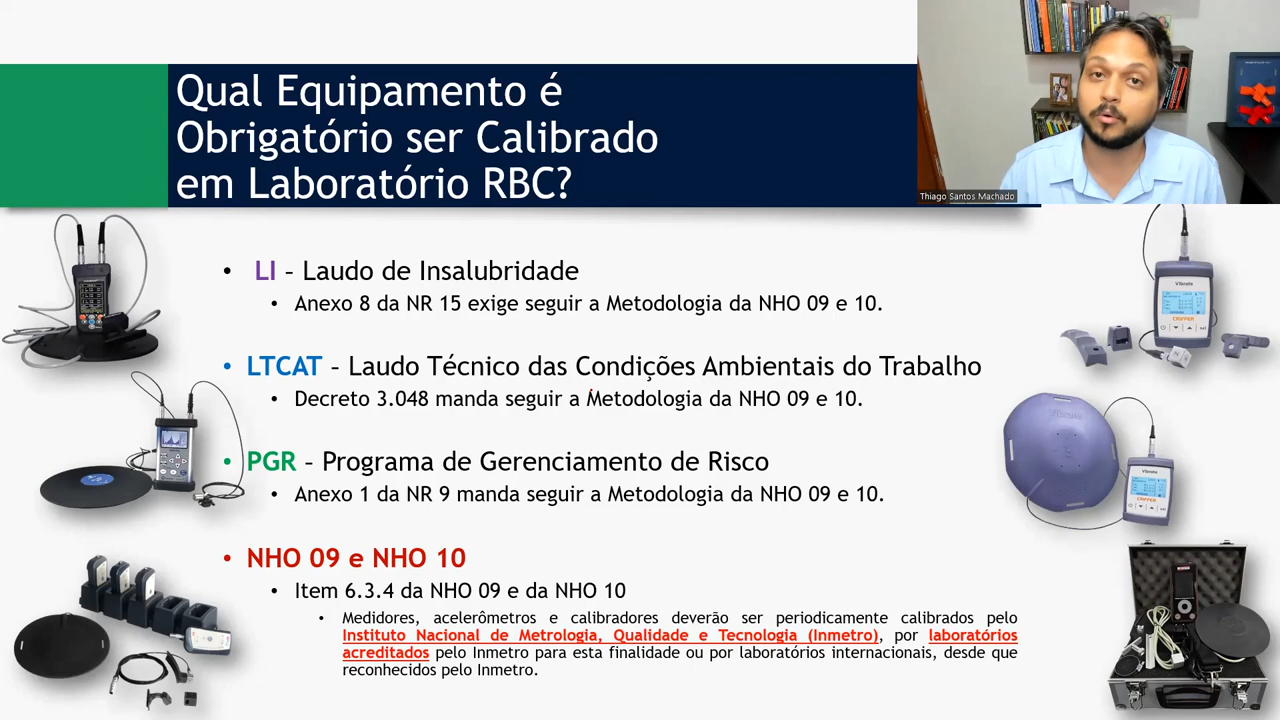 Qual Equipamento é
Obrigatório ser Calibrado
em Laboratório RBC?
Thiago Santos Machado
• LI – Laudo de Insalubridade
• Anexo 8 da NR 15 exige seguir a Metodologia da NHO 09 e 10.
• LTCAT – Laudo Técnico das Condições Ambientais do Trabalho
• Decreto 3.048 manda seguir a Metodologia da NHO 09 e 10.
• PGR – Programa de Gerenciamento de Risco
• Anexo 1 da NR 9 manda seguir a Metodologia da NHO 09 e 10.
• NHO 09 e NHO 10
• Item 6.3.4 da NHO 09 e da NHO 10
• Medidores, acelerômetros e calibradores deverão ser periodicamente calibrados pelo
Instituto Nacional de Metrologia, Qualidade e Tecnologia (Inmetro), por laboratórios
acreditados pelo Inmetro para esta finalidade ou por laboratórios internacionais, desde que
reconhecidos pelo Inmetro.
Vibrate
CRIFFER
Vibrate
CRIFFER